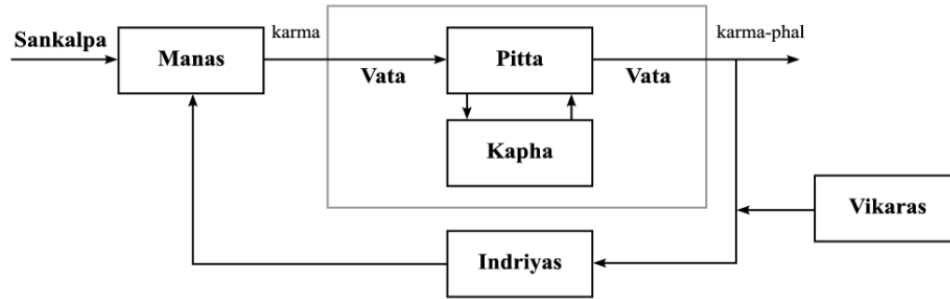 Sankalpa
Manas
karma
Vata
Pitta
Vata
karma-phal
Kapha
Vikaras
Indriyas